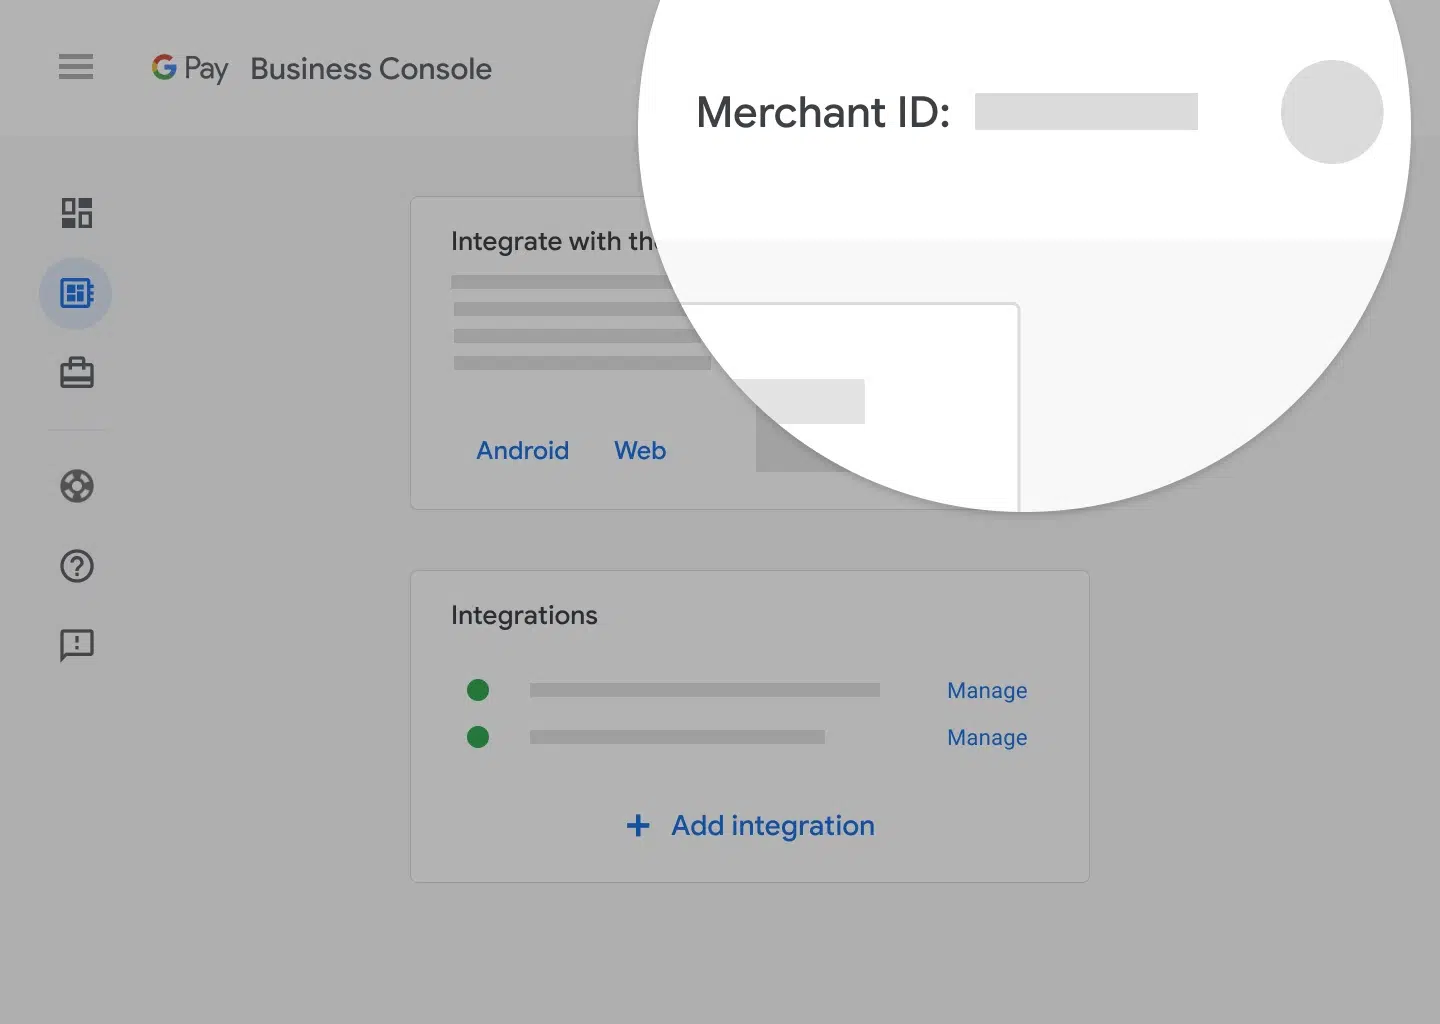 G Pay Business Console
Merchant ID:
Integrate with th
Android Web
Integrations
Manage
Manage
+ Add integration